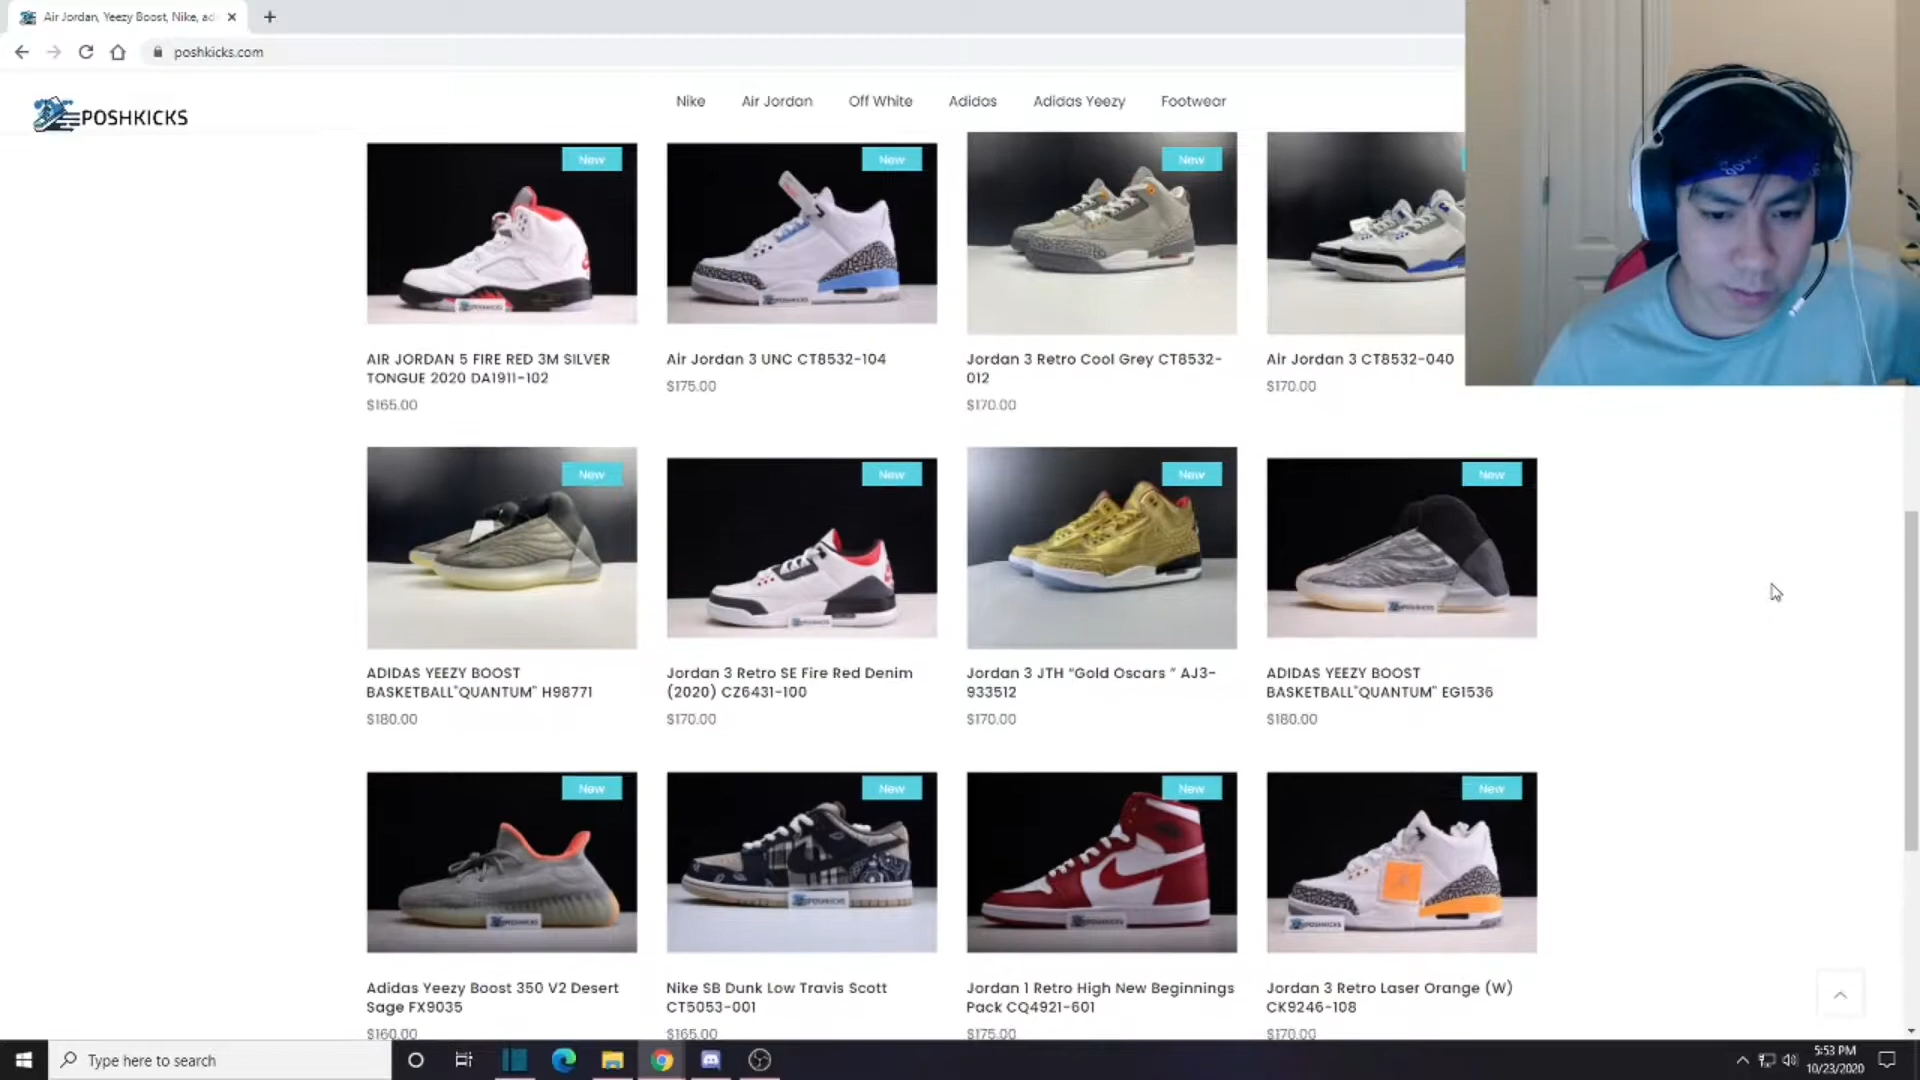 Air Jordan, Yeezy Boost, Nike, ad
poshkicks.com
POSHKICKS
Nike Air Jordan Off White Adidas Adidas Yeezy Footwear
New New New
POSHKICKS POSHKICKS
AIR JORDAN 5 FIRE RED 3M SILVER
TONGUE 2020 DA1911-102
$165.00
Air Jordan 3 UNC CT8532-104
$175.00
Jordan 3 Retro Cool Grey CT8532-
012
$170.00
Air Jordan 3 CT8532-040
$170.00
New New New New
POSHKICKS POSHKICKS
ADIDAS YEEZY BOOST
BASKETBALL"QUANTUM" H98771
$180.00
Jordan 3 Retro SE Fire Red Denim
(2020) CZ6431-100
$170.00
Jordan 3 JTH “Gold Oscars ” AJ3-
933512
$170.00
ADIDAS YEEZY BOOST
BASKETBALL"QUANTUM" EG1536
$180.00
New New New New
POSHKICKS POSHKICKS POSHKICKS POSHKICKS
Adidas Yeezy Boost 350 V2 Desert
Sage FX9035
$160.00
Nike SB Dunk Low Travis Scott
CT5053-001
$165.00
Jordan 1 Retro High New Beginnings
Pack CQ4921-601
$175.00
Jordan 3 Retro Laser Orange (W)
CK9246-108
$170.00
Type here to search
5:53 PM
10/23/2020